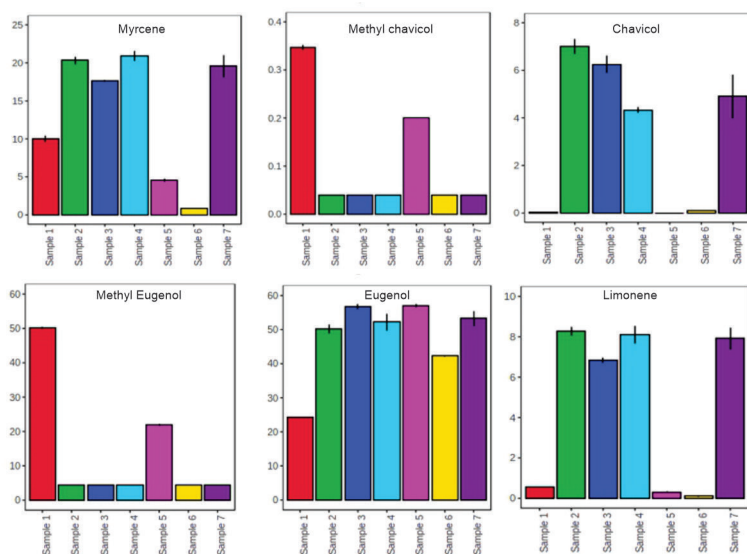 Myrcene
25
20
15
10
5
0
Sample 1
Sample 2
Sample 3
Sample 4
Sample 5
Sample 6
Sample 7
Methyl chavicol
0.4
0.3
0.2
0.1
0.0
Sample 1
Sample 2
Sample 3
Sample 4
Sample 5
Sample 6
Sample 7
Chavicol
8
6
4
2
0
Sample 1
Sample 2
Sample 3
Sample 4
Sample 5
Sample 6
Sample 7
Methyl Eugenol
60
50
40
30
20
10
0
Sample 1
Sample 2
Sample 3
Sample 4
Sample 5
Sample 6
Sample 7
Eugenol
60
50
40
30
20
10
0
Sample 1
Sample 2
Sample 3
Sample 4
Sample 5
Sample 6
Sample 7
Limonene
10
8
6
4
2
0
Sample 1
Sample 2
Sample 3
Sample 4
Sample 5
Sample 6
Sample 7